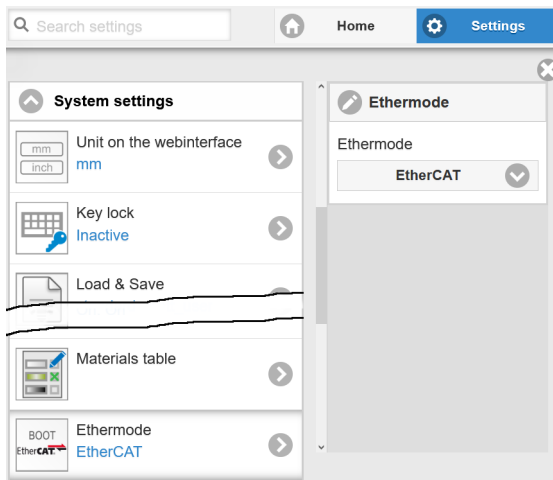 Search settings
Home
Settings
System settings
Unit on the webinterface
mm
mm
inch
Key lock
Inactive
Load & Save
Materials table
BOOT
EtherCAT
Ethermode
EtherCAT
Ethermode
Ethermode
EtherCAT